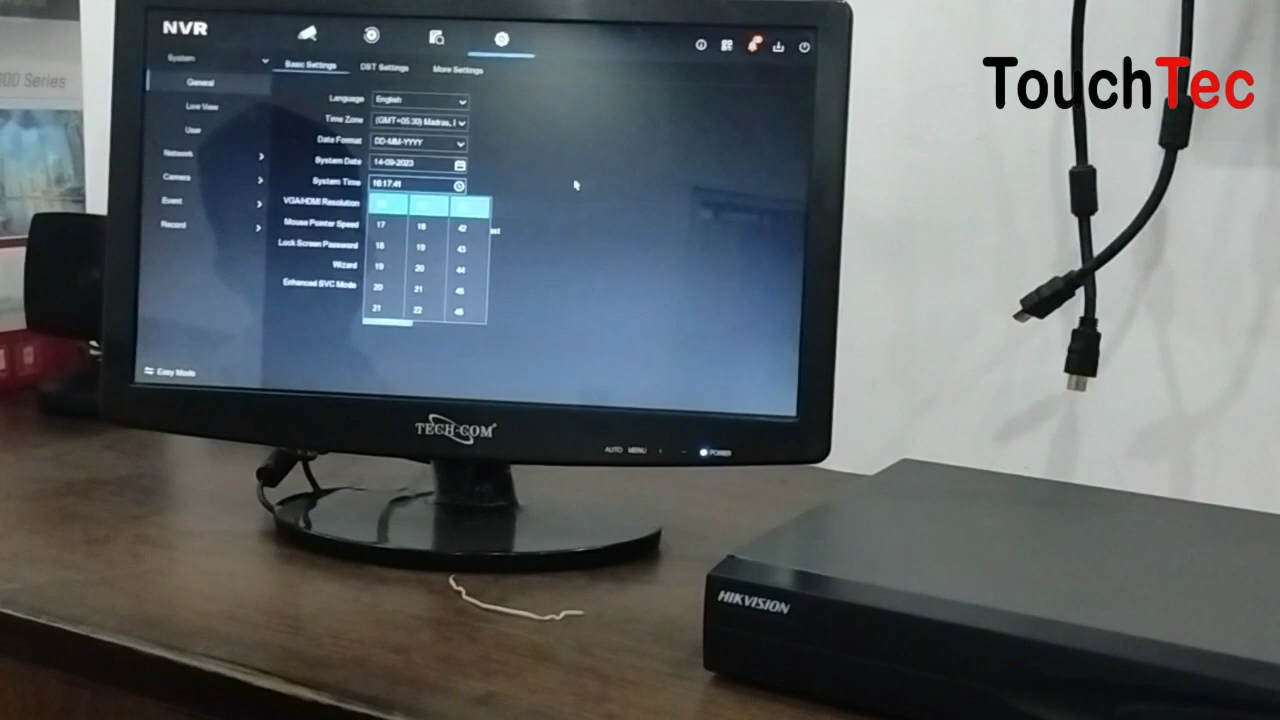 NVR
TouchTec
00 Series
System
General
Live View
User
Network
Camera
Event
Record
Easy Mode
Basic Settings
DST Settings
More Settings
Language English
Time Zone (GMT+05:30) Madras, I
Date Format DD-MM-YYYY
System Date 14-09-2023
System Time 16:17:41
VGA/HDMI Resolution
Mouse Pointer Speed
Lock Screen Password
Wizard
Enhanced SVC Mode
17 18 42
18 19 43
19 20 44
20 21 45
21 22 46
TECH-COM
AUTO MENU + − POWER
HIKVISION